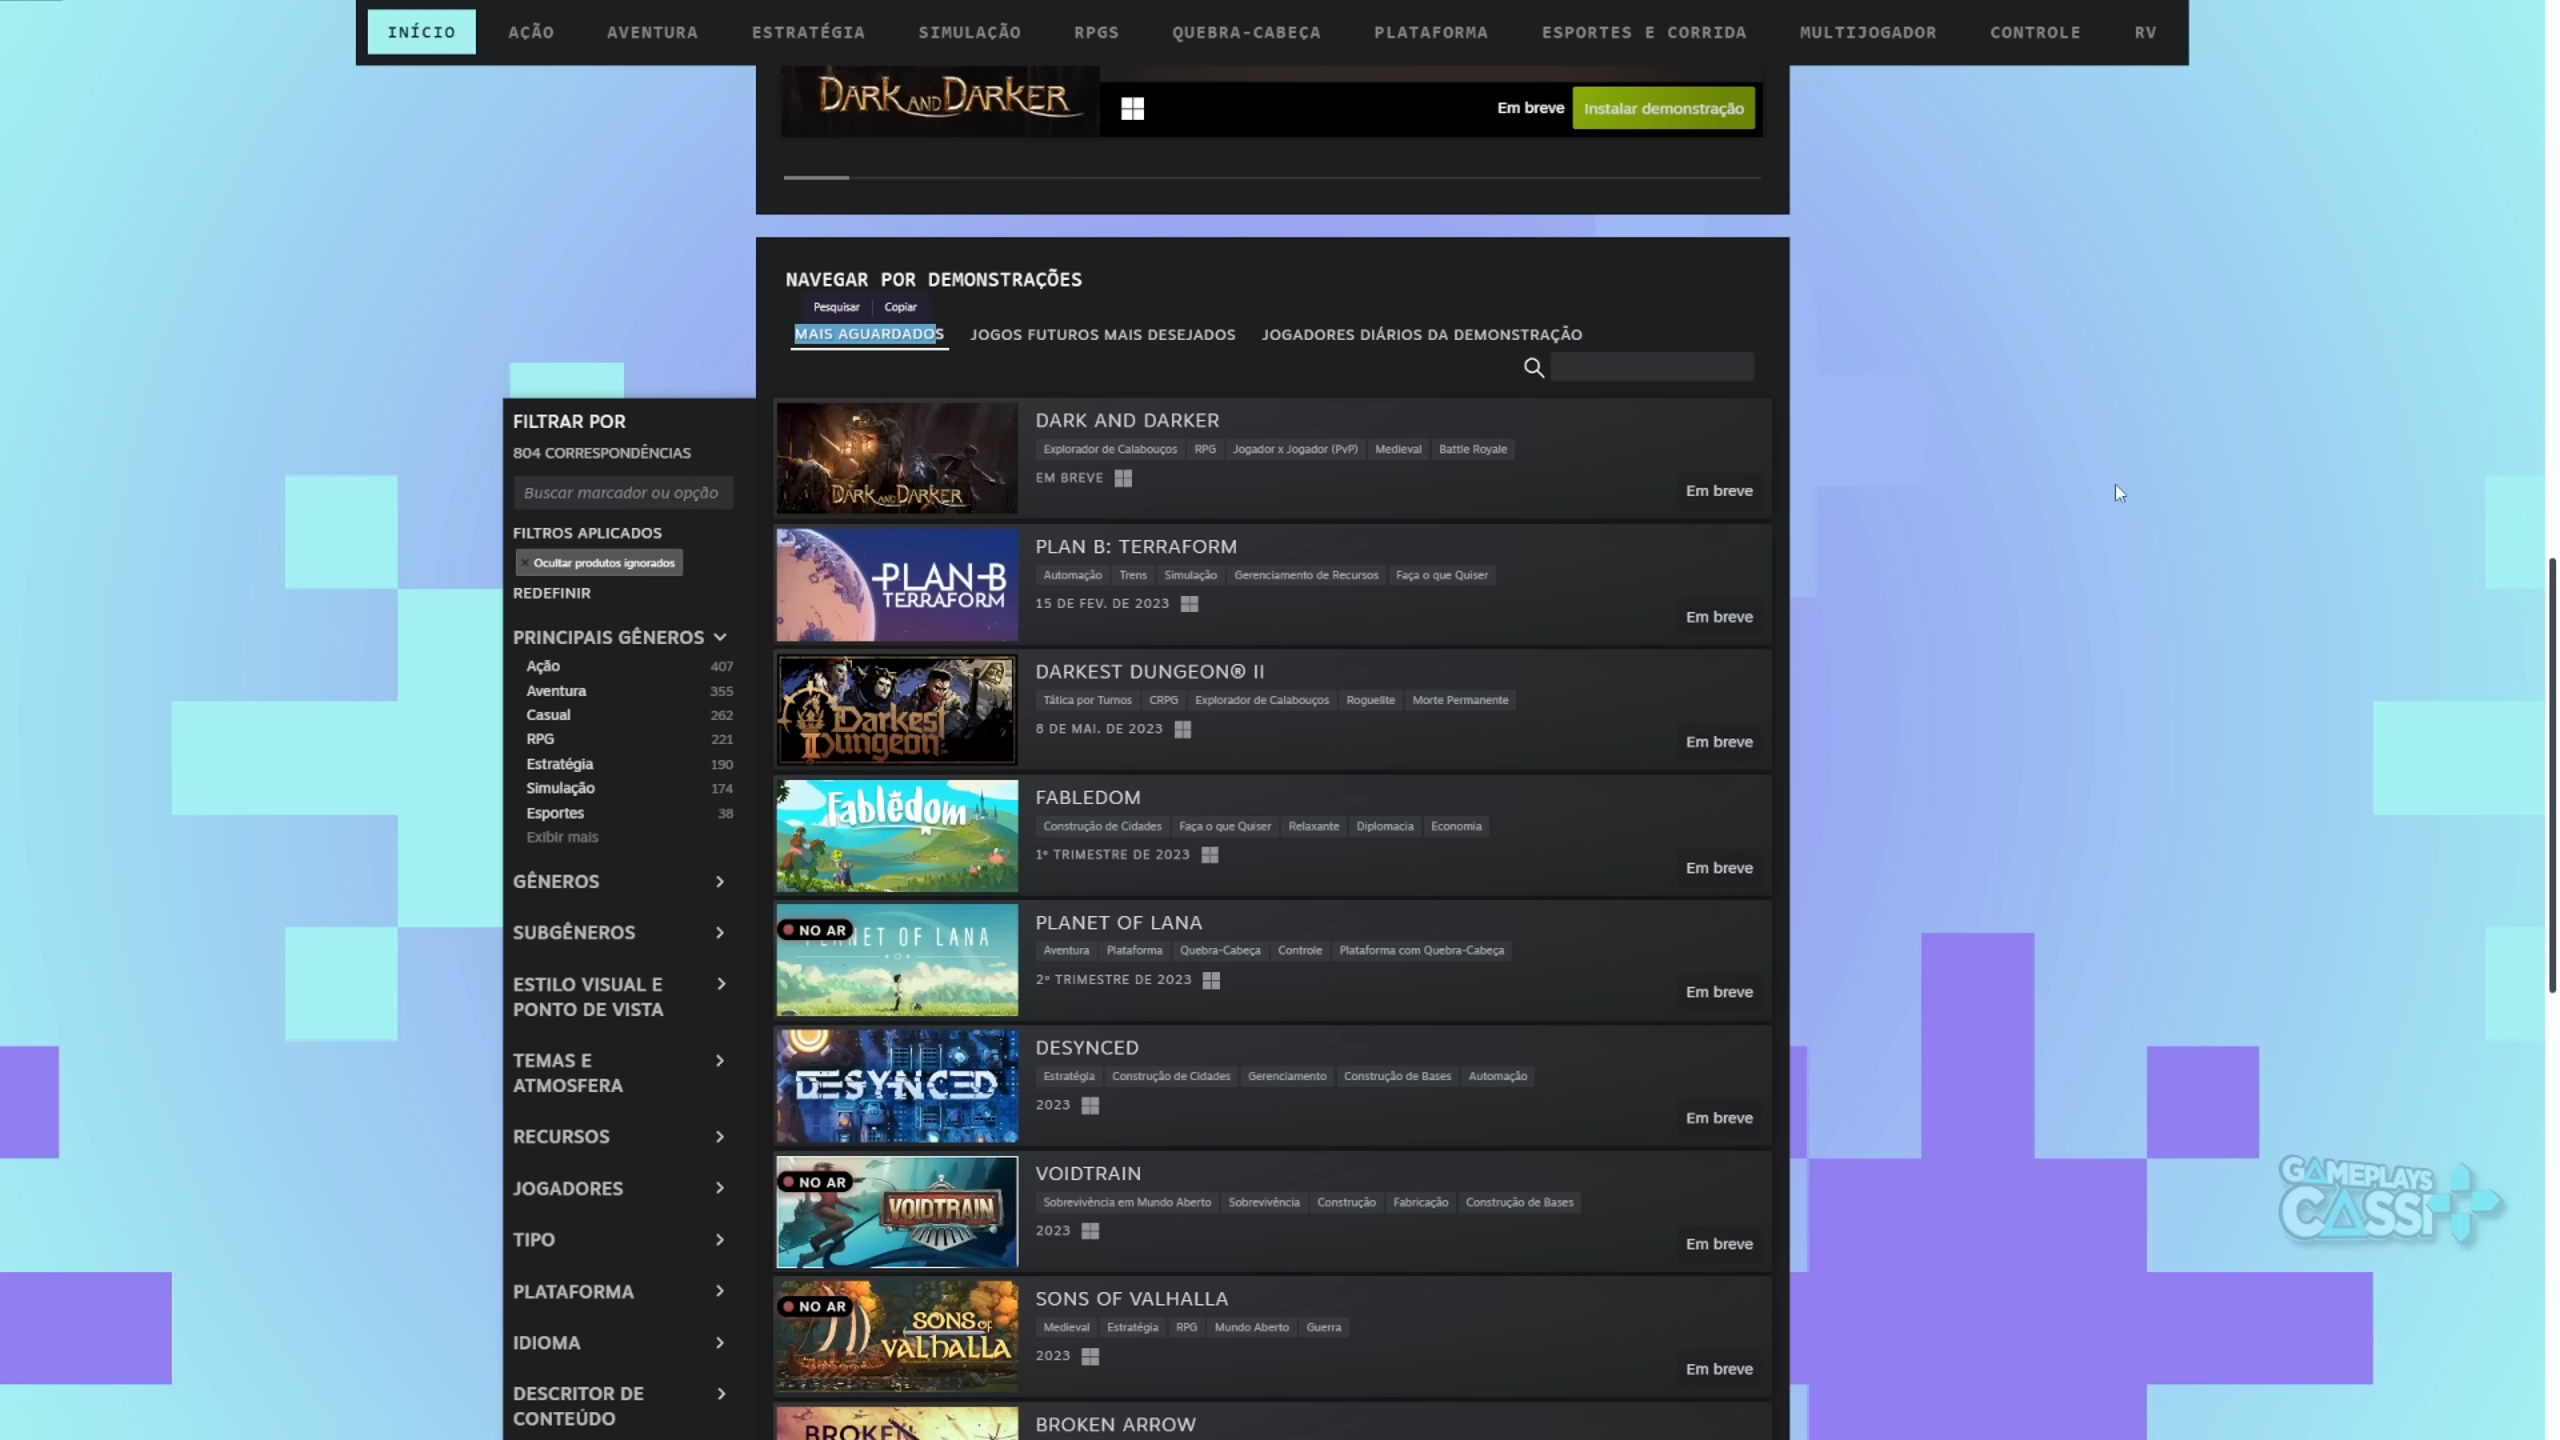 INÍCIO AÇÃO AVENTURA ESTRATÉGIA SIMULAÇÃO RPGS QUEBRA-CABEÇA PLATAFORMA ESPORTES E CORRIDA MULTIJOGADOR CONTROLE RV
DARK AND DARKER
Em breve Instalar demonstração
NAVEGAR POR DEMONSTRAÇÕES
Pesquisar Copiar
MAIS AGUARDADOS JOGOS FUTUROS MAIS DESEJADOS JOGADORES DIÁRIOS DA DEMONSTRAÇÃO
FILTRAR POR
804 CORRESPONDÊNCIAS
Buscar marcador ou opção
FILTROS APLICADOS
× Ocultar produtos ignorados
REDEFINIR
PRINCIPAIS GÊNEROS
Ação 407
Aventura 355
Casual 262
RPG 221
Estratégia 190
Simulação 174
Esportes 38
Exibir mais
GÊNEROS
SUBGÊNEROS
ESTILO VISUAL E
PONTO DE VISTA
TEMAS E
ATMOSFERA
RECURSOS
JOGADORES
TIPO
PLATAFORMA
IDIOMA
DESCRITOR DE
CONTEÚDO
DARK AND DARKER
DARK AND DARKER
Explorador de Calabouços RPG Jogador x Jogador (PvP) Medieval Battle Royale
EM BREVE
Em breve
PLAN B
TERRAFORM
PLAN B: TERRAFORM
Automação Trens Simulação Gerenciamento de Recursos Faça o que Quiser
15 DE FEV. DE 2023
Em breve
Darkest
Dungeon
DARKEST DUNGEON® II
Tática por Turnos CRPG Explorador de Calabouços Roguelite Morte Permanente
8 DE MAI. DE 2023
Em breve
Fabledom
FABLEDOM
Construção de Cidades Faça o que Quiser Relaxante Diplomacia Economia
1º TRIMESTRE DE 2023
Em breve
NO AR
PLANET OF LANA
PLANET OF LANA
Aventura Plataforma Quebra-Cabeça Controle Plataforma com Quebra-Cabeça
2º TRIMESTRE DE 2023
Em breve
DESYNCED
DESYNCED
Estratégia Construção de Cidades Gerenciamento Construção de Bases Automação
2023
Em breve
NO AR
VOIDTRAIN
VOIDTRAIN
Sobrevivência em Mundo Aberto Sobrevivência Construção Fabricação Construção de Bases
2023
Em breve
NO AR
SONS OF
VALHALLA
SONS OF VALHALLA
Medieval Estratégia RPG Mundo Aberto Guerra
2023
Em breve
BROKEN
BROKEN ARROW
GAMEPLAYS
CASSI